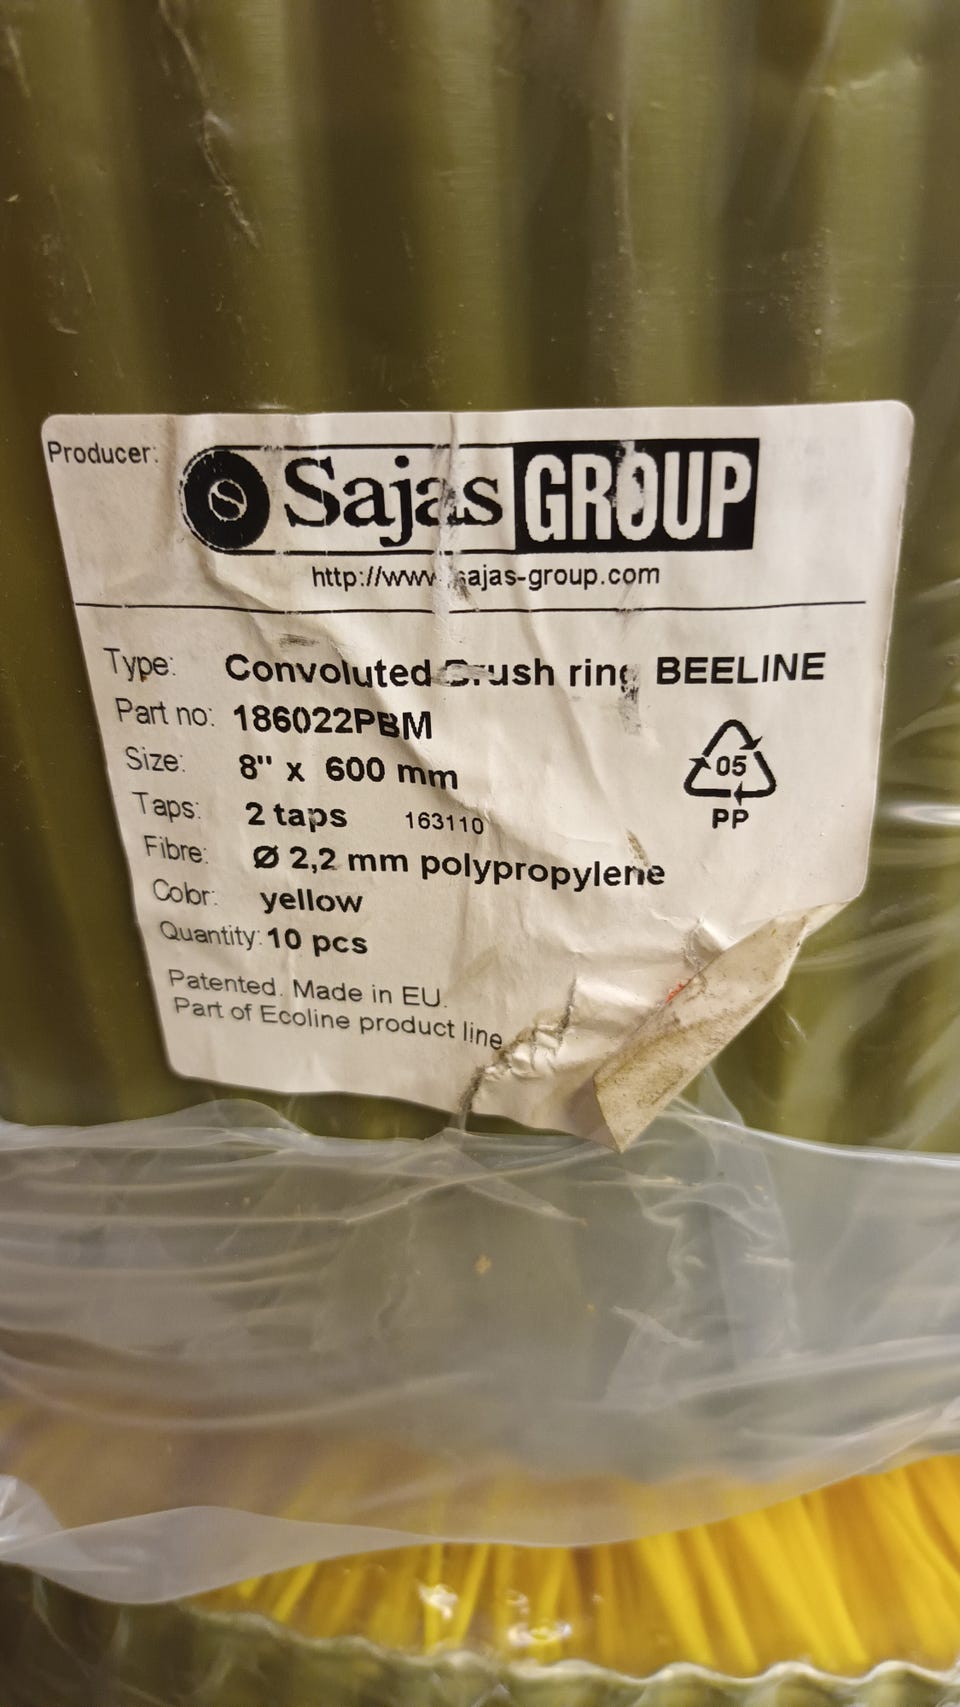 Producer:
S Sajas GROUP
http://www.sajas-group.com
Type: Convoluted Brush ring BEELINE
Part no: 186022PBM
Size: 8" x 600 mm
05
Taps: 2 taps 163110
PP
Fibre: Ø 2,2 mm polypropylene
Color: yellow
Quantity: 10 pcs
Patented. Made in EU.
Part of Ecoline product line